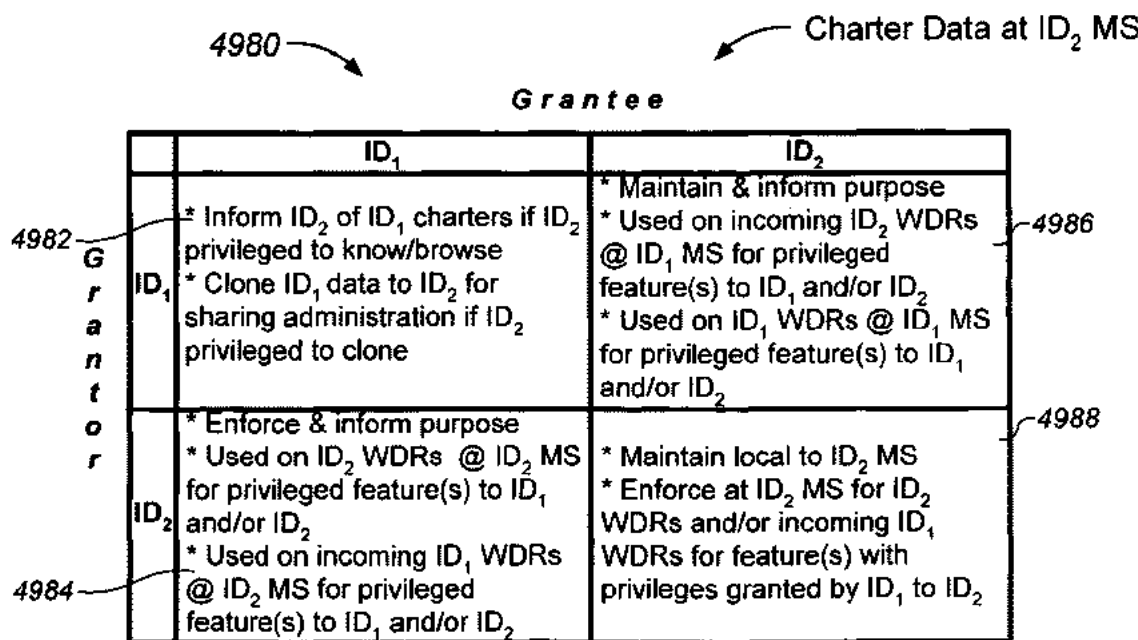 4980
Charter Data at ID₂ MS
Grantee
ID₁
ID₂
4982
Grantor
ID₁
* Inform ID₂ of ID₁ charters if ID₂
privileged to know/browse
* Clone ID₁ data to ID₂ for
sharing administration if ID₂
privileged to clone
* Maintain & inform purpose
* Used on incoming ID₂ WDRs
@ ID₁ MS for privileged
feature(s) to ID₁ and/or ID₂
* Used on ID₁ WDRs @ ID₁ MS
for privileged feature(s) to ID₁
and/or ID₂
4986
ID₂
* Enforce & inform purpose
* Used on ID₂ WDRs @ ID₂ MS
for privileged feature(s) to ID₁
and/or ID₂
* Used on incoming ID₁ WDRs
@ ID₂ MS for privileged
feature(s) to ID₁ and/or ID₂
4984
* Maintain local to ID₂ MS
* Enforce at ID₂ MS for ID₂
WDRs and/or incoming ID₁
WDRs for feature(s) with
privileges granted by ID₁ to ID₂
4988